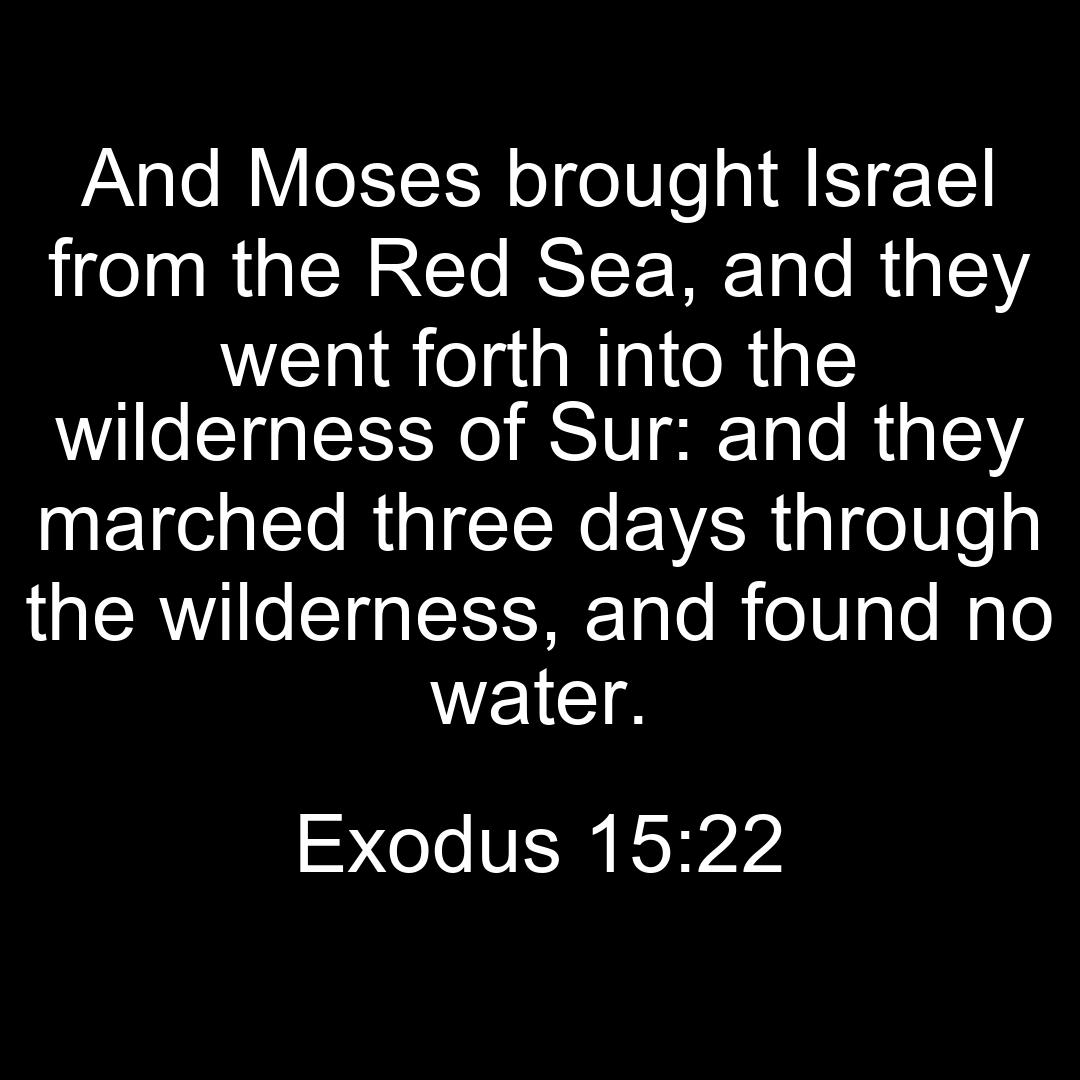 And Moses brought Israel
from the Red Sea, and they
went forth into the
wilderness of Sur: and they
marched three days through
the wilderness, and found no
water.
Exodus 15:22